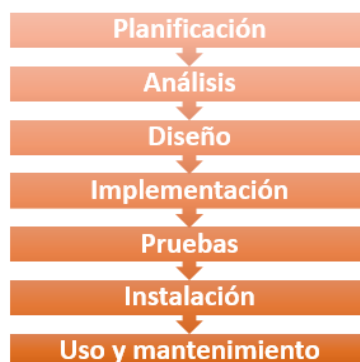 Planificación
Análisis
Diseño
Implementación
Pruebas
Instalación
Uso y mantenimiento